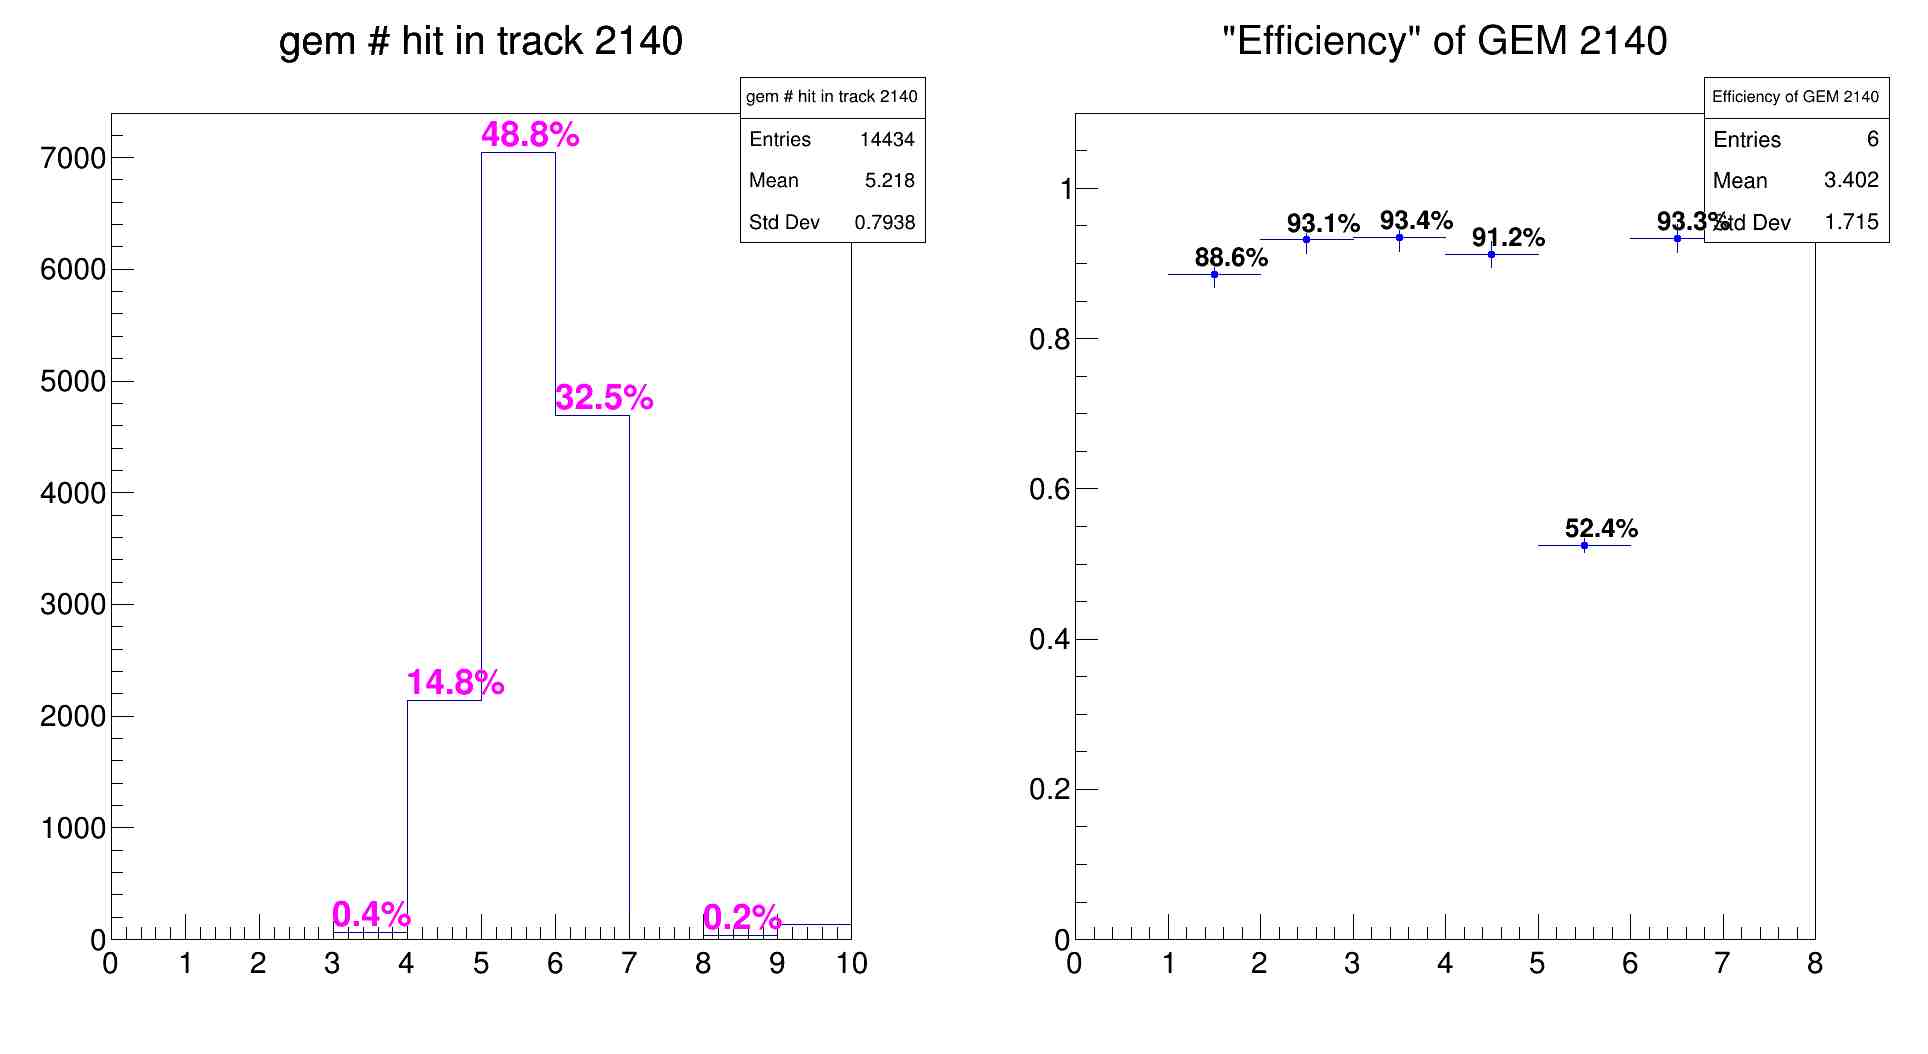 gem # hit in track 2140
gem # hit in track 2140
Entries 14434
Mean 5.218
Std Dev 0.7938
48.8%
32.5%
14.8%
0.4%
0.2%
7000
6000
5000
4000
3000
2000
1000
0
0 1 2 3 4 5 6 7 8 9 10
"Efficiency" of GEM 2140
Efficiency of GEM 2140
Entries 6
Mean 3.402
Std Dev 1.715
88.6%
93.1%
93.4%
91.2%
52.4%
93.3%
1
0.8
0.6
0.4
0.2
0
0 1 2 3 4 5 6 7 8